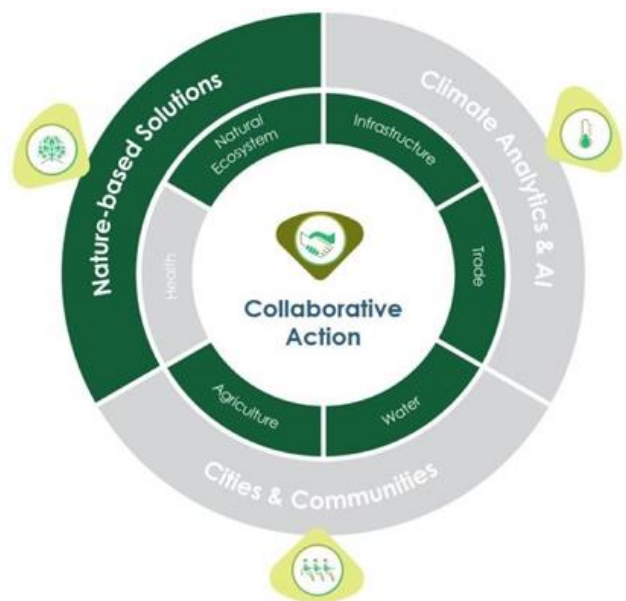 Nature-based Solutions
Climate Analytics & AI
Cities & Communities
Natural
Ecosystem
Infrastructure
Trade
Water
Agriculture
Health
Collaborative
Action